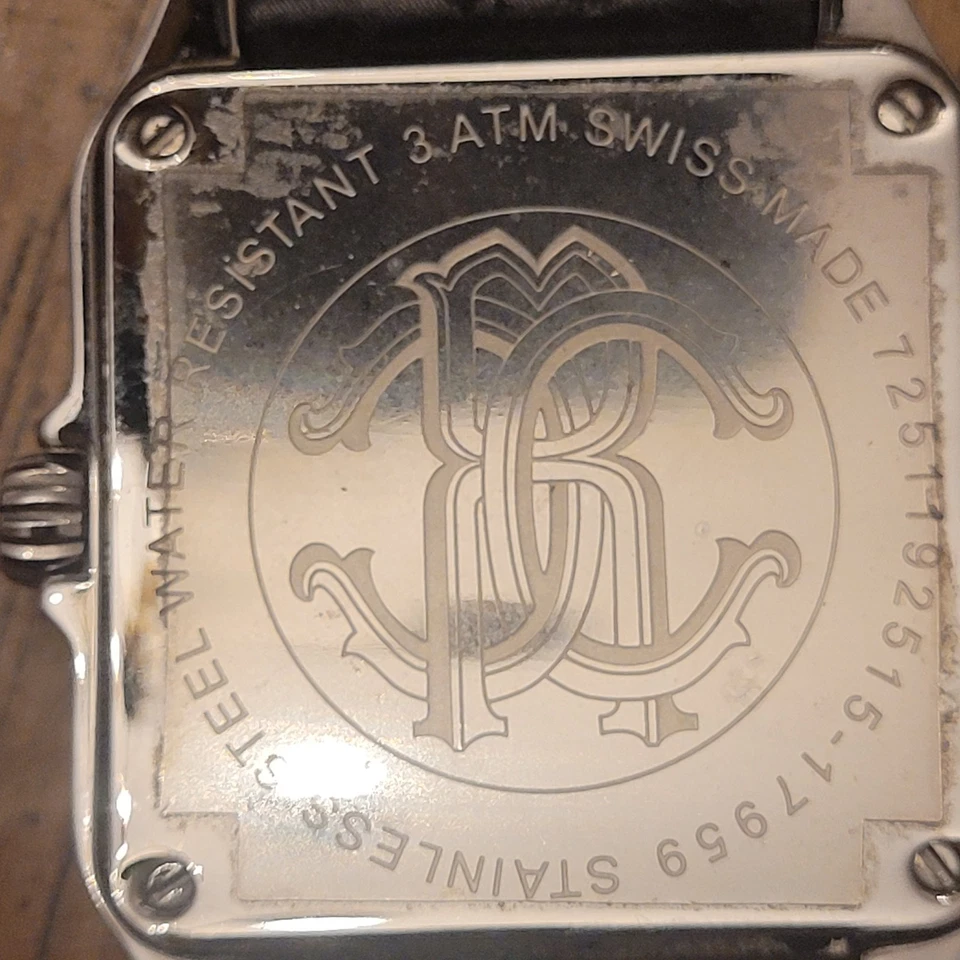 STAINLESS STEEL WATER RESISTANT 3 ATM SWISS MADE 7251192515-17959